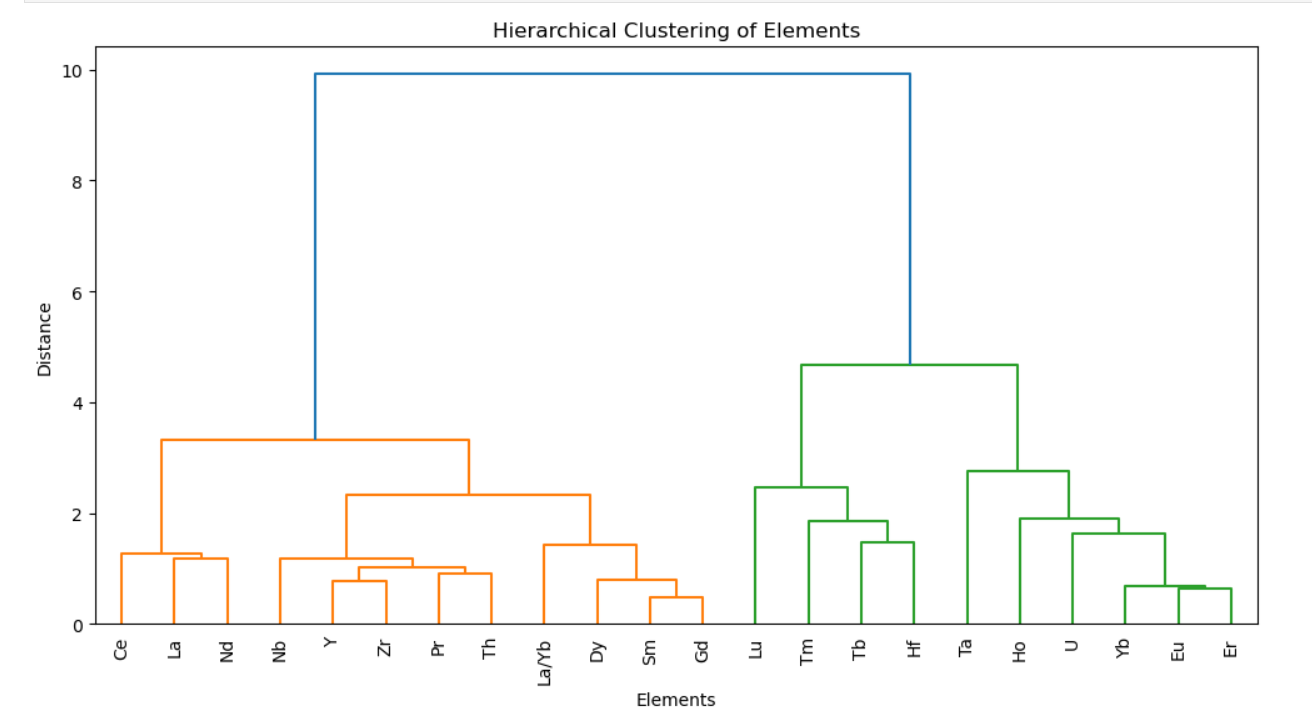 Hierarchical Clustering of Elements
10
8
6
4
2
0
Distance
Ce La Nd Nb Y Zr Pr Th La/Yb Dy Sm Gd Lu Tm Tb Hf Ta Ho U Yb Eu Er
Elements